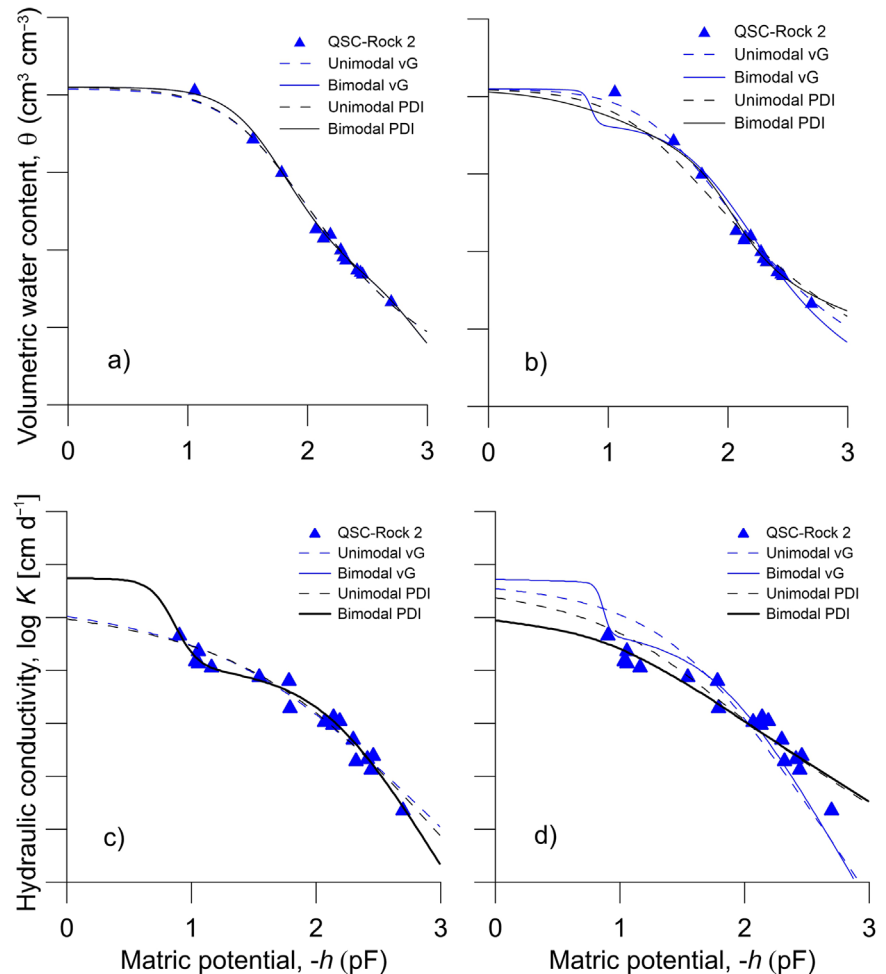 QSC-Rock 2
Unimodal vG
Bimodal vG
Unimodal PDI
Bimodal PDI
Volumetric water content, θ (cm³ cm⁻³)
a)
0 1 2 3
QSC-Rock 2
Unimodal vG
Bimodal vG
Unimodal PDI
Bimodal PDI
b)
0 1 2 3
QSC-Rock 2
Unimodal vG
Bimodal vG
Unimodal PDI
Bimodal PDI
Hydraulic conductivity, log K [cm d⁻¹]
c)
0 1 2 3
Matric potential, -h (pF)
QSC-Rock 2
Unimodal vG
Bimodal vG
Unimodal PDI
Bimodal PDI
d)
0 1 2 3
Matric potential, -h (pF)